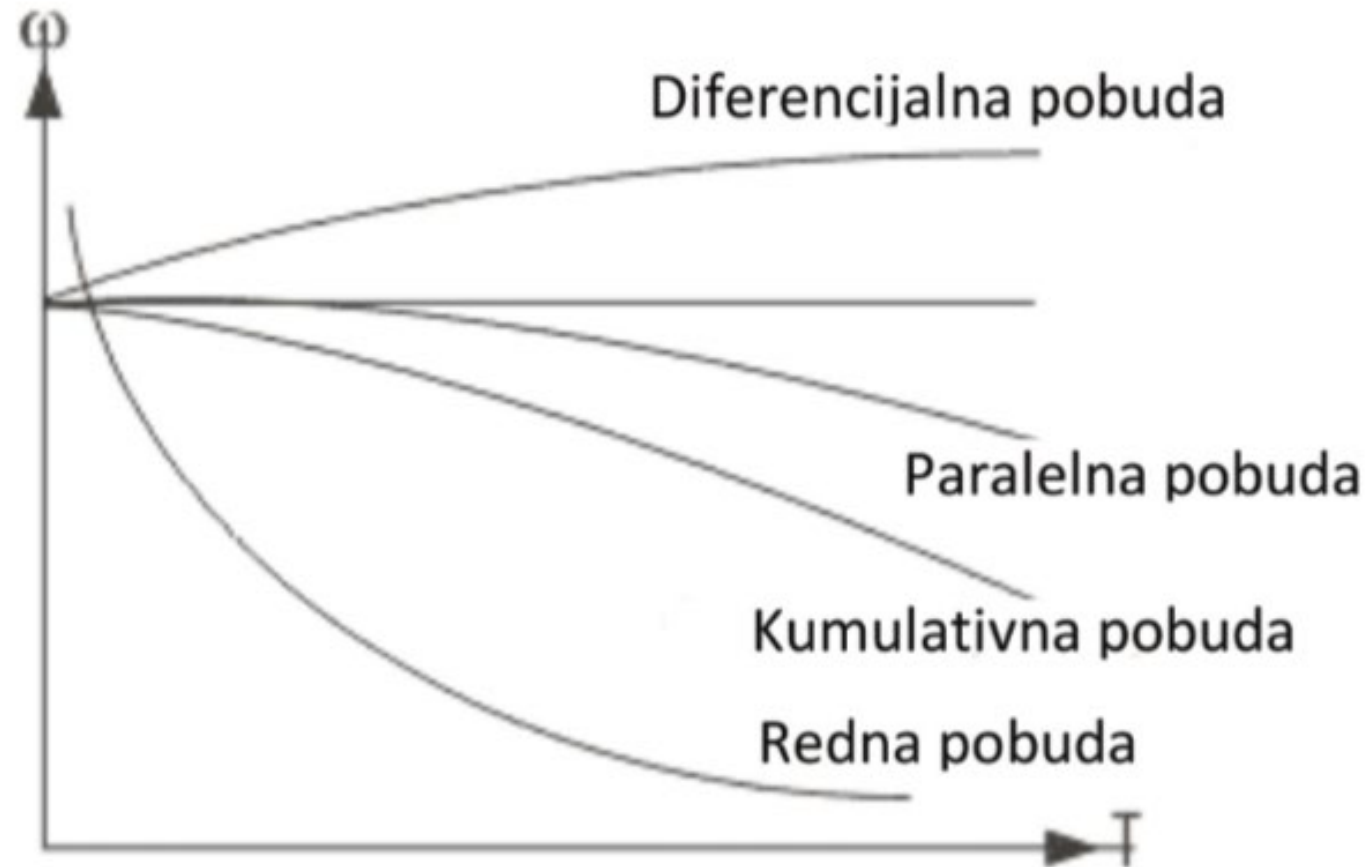 ω
Diferencijalna pobuda
Paralelna pobuda
Kumulativna pobuda
Redna pobuda
T